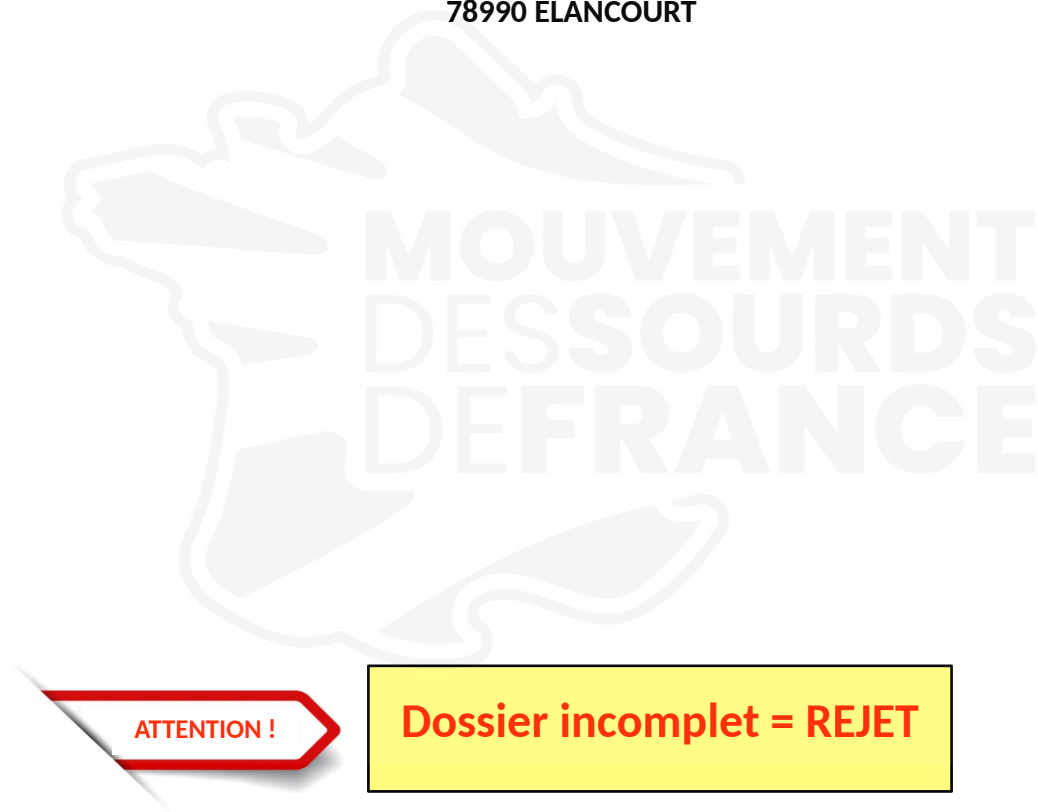 78990 ELANCOURT
MOUVEMENT
DESSOURDS
DEFRANCE
ATTENTION !
Dossier incomplet = REJET